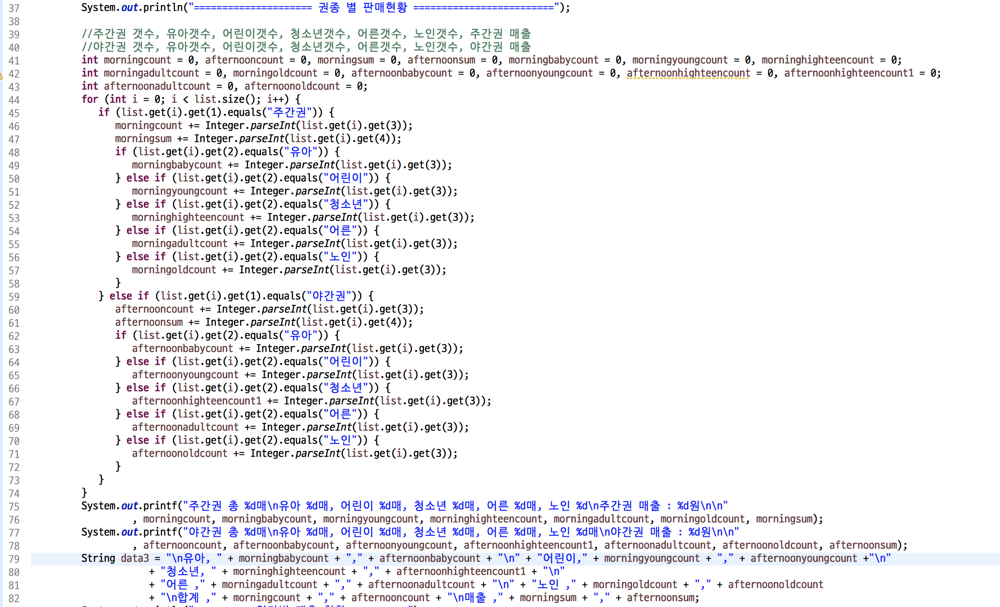 37 System.out.println("===================== 권종 별 판매현황 =========================");
38
39 //주간권 갯수, 유아갯수, 어린이갯수, 청소년갯수, 어른갯수, 노인갯수, 주간권 매출
40 //야간권 갯수, 유아갯수, 어린이갯수, 청소년갯수, 어른갯수, 노인갯수, 야간권 매출
41 int morningcount = 0, afternooncount = 0, morningsum = 0, afternoonsum = 0, morningbabycount = 0, morningyoungcount = 0, morninghighteencount = 0;
42 int morningadultcount = 0, morningoldcount = 0, afternoonbabycount = 0, afternoonyoungcount = 0, afternoonhighteencount = 0, afternoonhighteencount1 = 0;
43 int afternoonadultcount = 0, afternoonoldcount = 0;
44 for (int i = 0; i < list.size(); i++) {
45 if (list.get(i).get(1).equals("주간권")) {
46 morningcount += Integer.parseInt(list.get(i).get(3));
47 morningsum += Integer.parseInt(list.get(i).get(4));
48 if (list.get(i).get(2).equals("유아")) {
49 morningbabycount += Integer.parseInt(list.get(i).get(3));
50 } else if (list.get(i).get(2).equals("어린이")) {
51 morningyoungcount += Integer.parseInt(list.get(i).get(3));
52 } else if (list.get(i).get(2).equals("청소년")) {
53 morninghighteencount += Integer.parseInt(list.get(i).get(3));
54 } else if (list.get(i).get(2).equals("어른")) {
55 morningadultcount += Integer.parseInt(list.get(i).get(3));
56 } else if (list.get(i).get(2).equals("노인")) {
57 morningoldcount += Integer.parseInt(list.get(i).get(3));
58 }
59 } else if (list.get(i).get(1).equals("야간권")) {
60 afternooncount += Integer.parseInt(list.get(i).get(3));
61 afternoonsum += Integer.parseInt(list.get(i).get(4));
62 if (list.get(i).get(2).equals("유아")) {
63 afternoonbabycount += Integer.parseInt(list.get(i).get(3));
64 } else if (list.get(i).get(2).equals("어린이")) {
65 afternoonyoungcount += Integer.parseInt(list.get(i).get(3));
66 } else if (list.get(i).get(2).equals("청소년")) {
67 afternoonhighteencount1 += Integer.parseInt(list.get(i).get(3));
68 } else if (list.get(i).get(2).equals("어른")) {
69 afternoonadultcount += Integer.parseInt(list.get(i).get(3));
70 } else if (list.get(i).get(2).equals("노인")) {
71 afternoonoldcount += Integer.parseInt(list.get(i).get(3));
72 }
73 }
74 }
75 System.out.printf("주간권 총 %d매\n유아 %d매, 어린이 %d매, 청소년 %d매, 어른 %d매, 노인 %d\n주간권 매출 : %d원\n\n"
76 , morningcount, morningbabycount, morningyoungcount, morninghighteencount, morningadultcount, morningoldcount, morningsum);
77 System.out.printf("야간권 총 %d매\n유아 %d매, 어린이 %d매, 청소년 %d매, 어른 %d매, 노인 %d매\n야간권 매출 : %d원\n\n"
78 , afternooncount, afternoonbabycount, afternoonyoungcount, afternoonhighteencount1, afternoonadultcount, afternoonoldcount, afternoonsum);
79 String data3 = "\n유아, " + morningbabycount + "," + afternoonbabycount + "\n" + "어린이," + morningyoungcount + "," + afternoonyoungcount +"\n"
80 + "청소년, " + morninghighteencount + "," + afternoonhighteencount1 + "\n"
81 + "어른 ," + morningadultcount + "," + afternoonadultcount + "\n" + "노인 ," + morningoldcount + "," + afternoonoldcount
82 + "\n합계 ," + morningcount + "," + afternooncount + "\n매출 ," + morningsum + "," + afternoonsum;